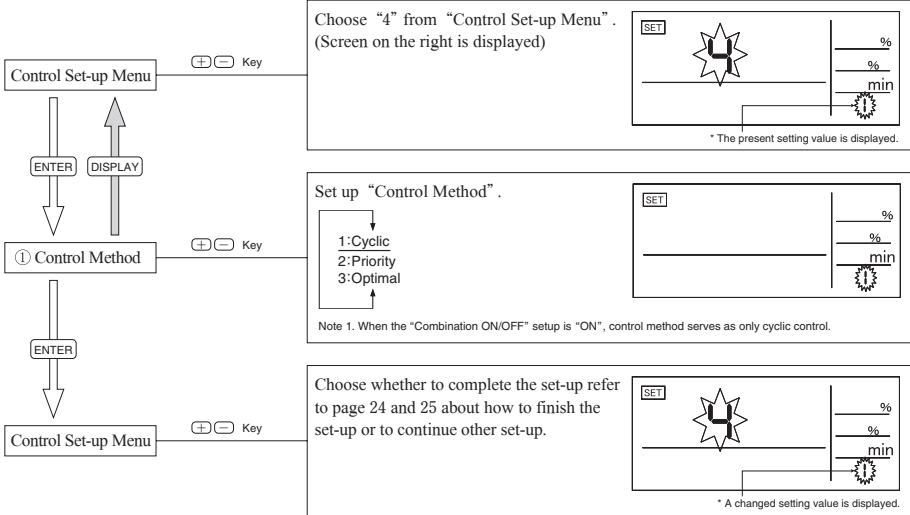 Control Set-up Menu
+ - Key
Choose “4” from “Control Set-up Menu”.
(Screen on the right is displayed)
SET
4
%
%
min
1
* The present setting value is displayed.
ENTER
DISPLAY
① Control Method
+ - Key
Set up “Control Method”.
1:Cyclic
2:Priority
3:Optimal
SET
%
%
min
1
Note 1. When the “Combination ON/OFF” setup is “ON”, control method serves as only cyclic control.
ENTER
Control Set-up Menu
+ - Key
Choose whether to complete the set-up refer
to page 24 and 25 about how to finish the
set-up or to continue other set-up.
SET
4
%
%
min
1
* A changed setting value is displayed.